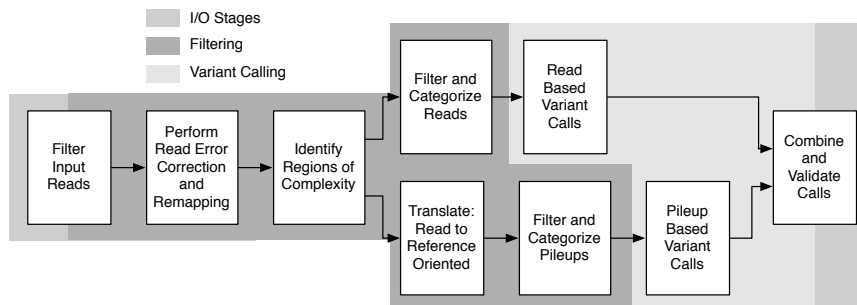 I/O Stages
Filtering
Variant Calling
Filter
Input
Reads
Perform
Read Error
Correction
and
Remapping
Identify
Regions of
Complexity
Filter and
Categorize
Reads
Read
Based
Variant
Calls
Translate:
Read to
Reference
Oriented
Filter and
Categorize
Pileups
Pileup
Based
Variant
Calls
Combine
and
Validate
Calls